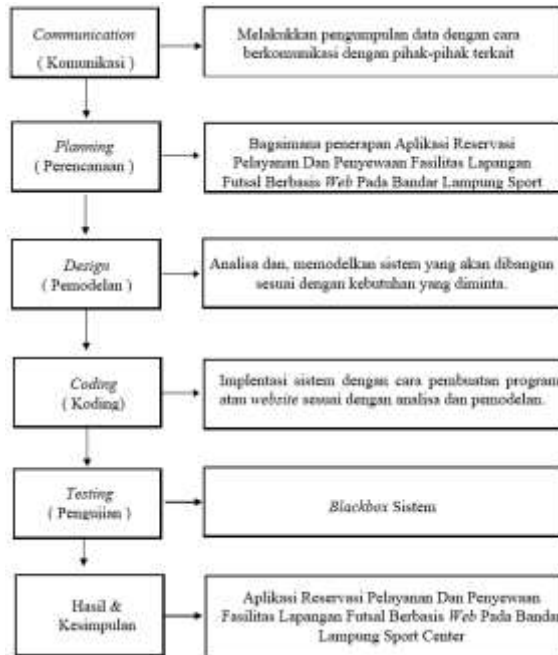 Communication
( Komunikasi )
Melakukkan pengumpulan data dengan cara
berkomunikasi dengan pihak-pihak terkait
Planning
( Perencanaan )
Bagaimana penerapan Aplikasi Reservasi
Pelayanan Dan Penyewaan Fasilitas Lapangan
Futsal Berbasis Web Pada Bandar Lampung Sport
Design
( Pemodelan )
Analisa dan, memodelkan sistem yang akan dibangun
sesuai dengan kebutuhan yang diminta.
Coding
( Koding)
Implentasi sistem dengan cara pembuatan program
atau website sesuai dengan analisa dan pemodelan.
Testing
( Pengujian )
Blackbox Sistem
Hasil &
Kesimpulan
Aplikasi Reservasi Pelayanan Dan Penyewaan
Fasilitas Lapangan Futsal Berbasis Web Pada Bandar
Lampung Sport Center